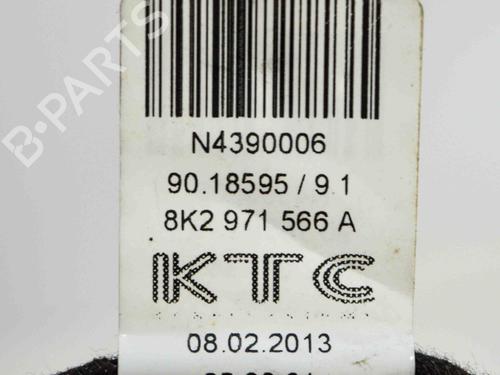 B-PARTS
N4390006
90.18595 / 9.1
8K2 971 566 A
KTC
08.02.2013